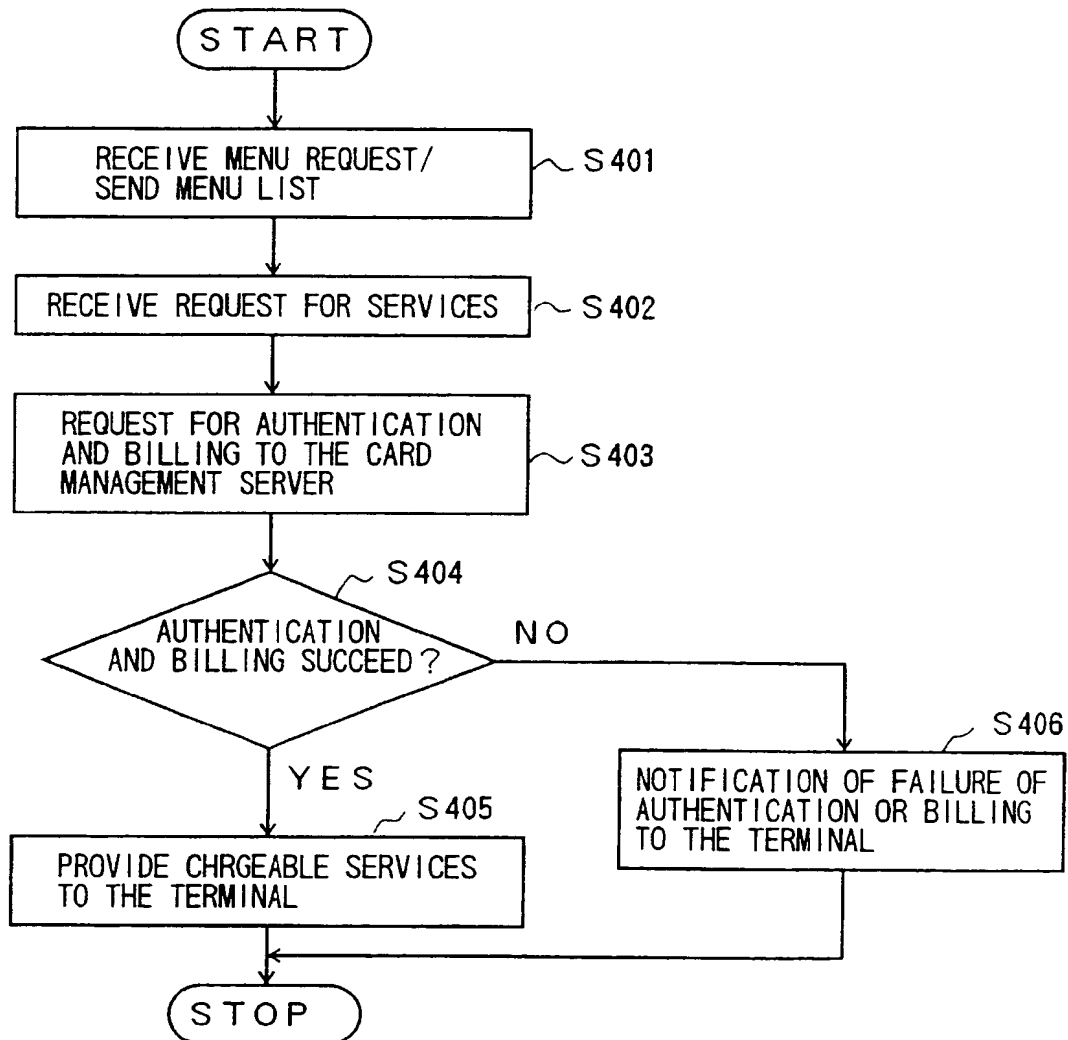 START
RECEIVE MENU REQUEST/
SEND MENU LIST
S401
RECEIVE REQUEST FOR SERVICES
S402
REQUEST FOR AUTHENTICATION
AND BILLING TO THE CARD
MANAGEMENT SERVER
S403
S404
AUTHENTICATION
AND BILLING SUCCEED?
NO
YES
S406
NOTIFICATION OF FAILURE OF
AUTHENTICATION OR BILLING
TO THE TERMINAL
S405
PROVIDE CHRGEABLE SERVICES
TO THE TERMINAL
STOP